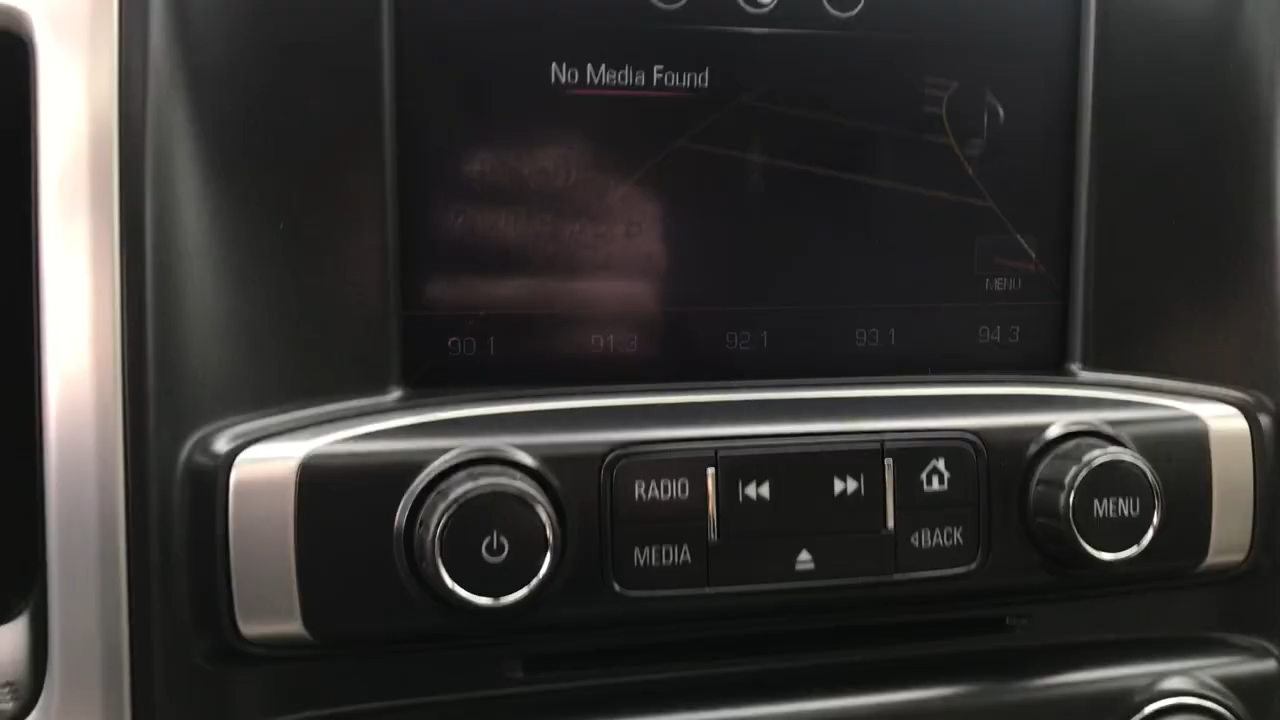 No Media Found
MENU
90.1 91.3 92.1 93.1 94.3
RADIO
MEDIA
BACK
MENU